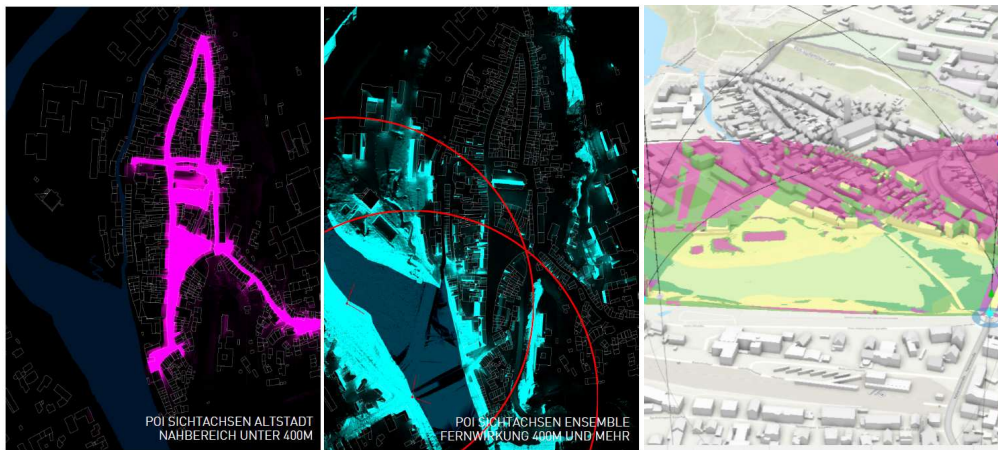 POI SICHTACHSEN ALTSTADT
NAHBEREICH UNTER 400M
POI SICHTACHSEN ENSEMBLE
FERNWIRKUNG 400M UND MEHR